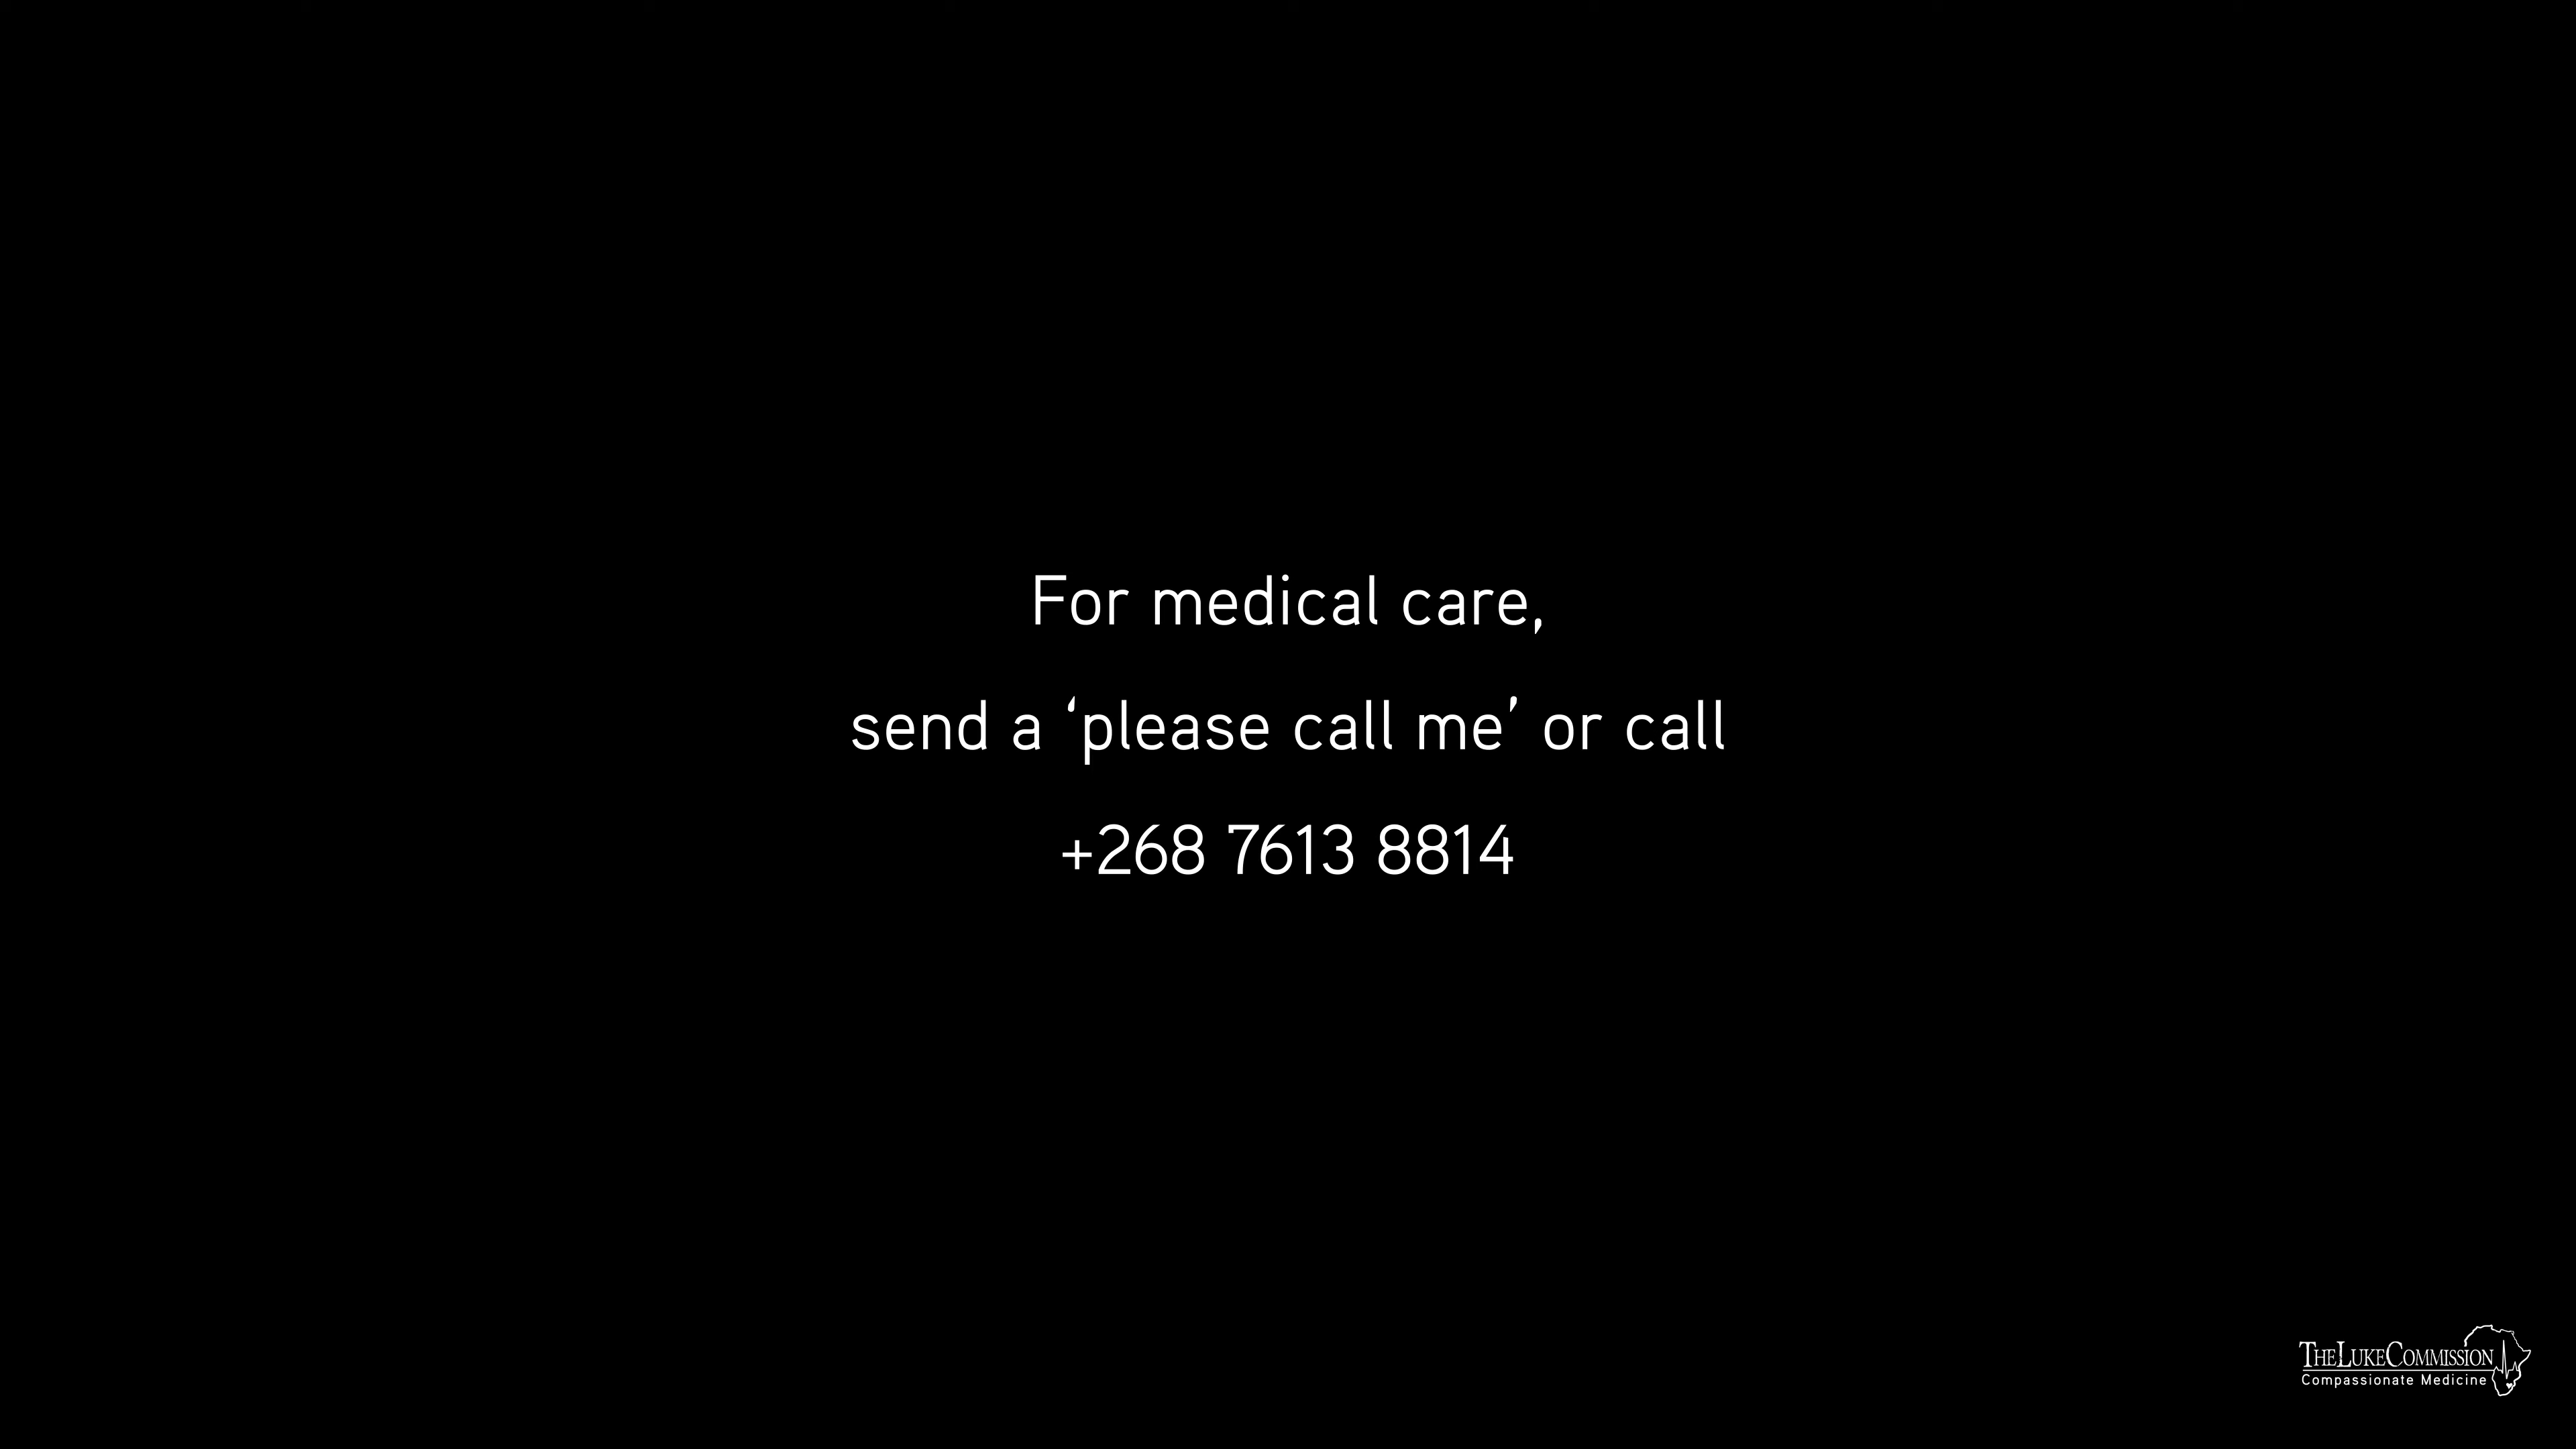 For medical care,
send a ‘please call me’ or call
+268 7613 8814
THELUKECOMMISSION
Compassionate Medicine